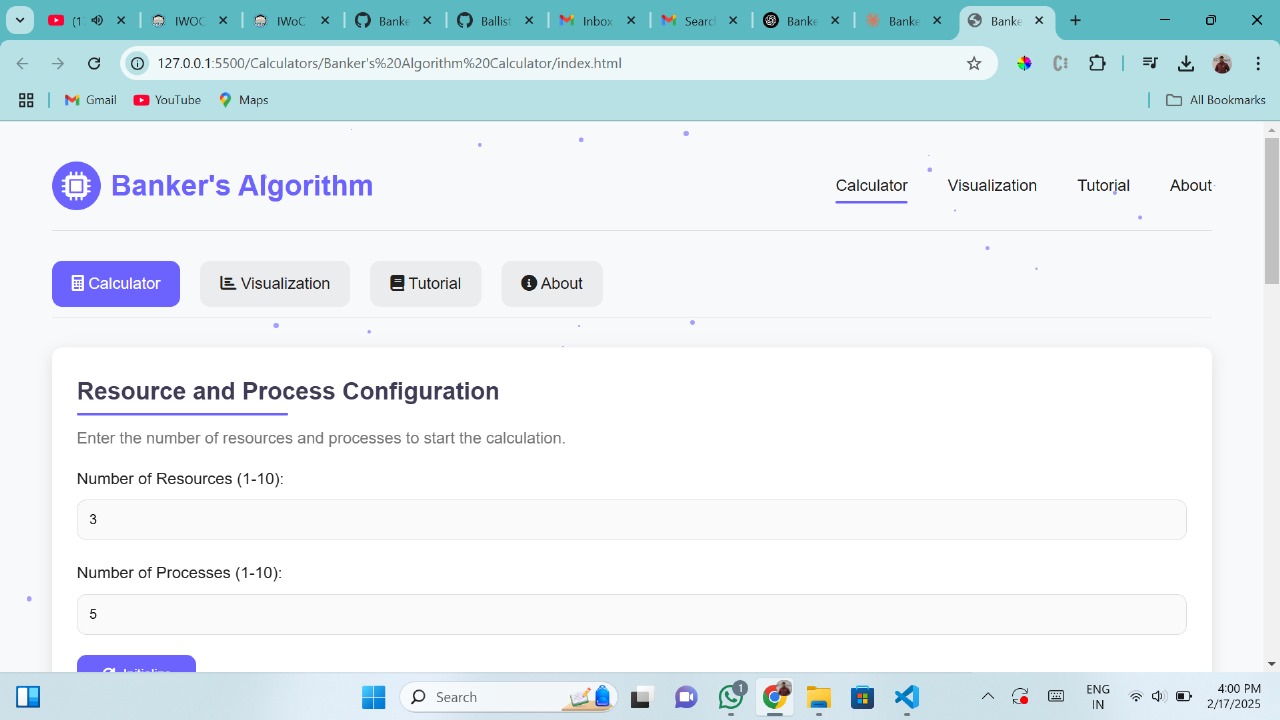 (1
IWOC
IWoC
Banke
Ballist
Inbox
Searc
Banke
Banke
Banke
127.0.0.1:5500/Calculators/Banker's%20Algorithm%20Calculator/index.html
Gmail
YouTube
Maps
All Bookmarks
Banker's Algorithm
Calculator
Visualization
Tutorial
About
Calculator
Visualization
Tutorial
About
Resource and Process Configuration
Enter the number of resources and processes to start the calculation.
Number of Resources (1-10):
3
Number of Processes (1-10):
5
Search
1
ENG
IN
4:00 PM
2/17/2025